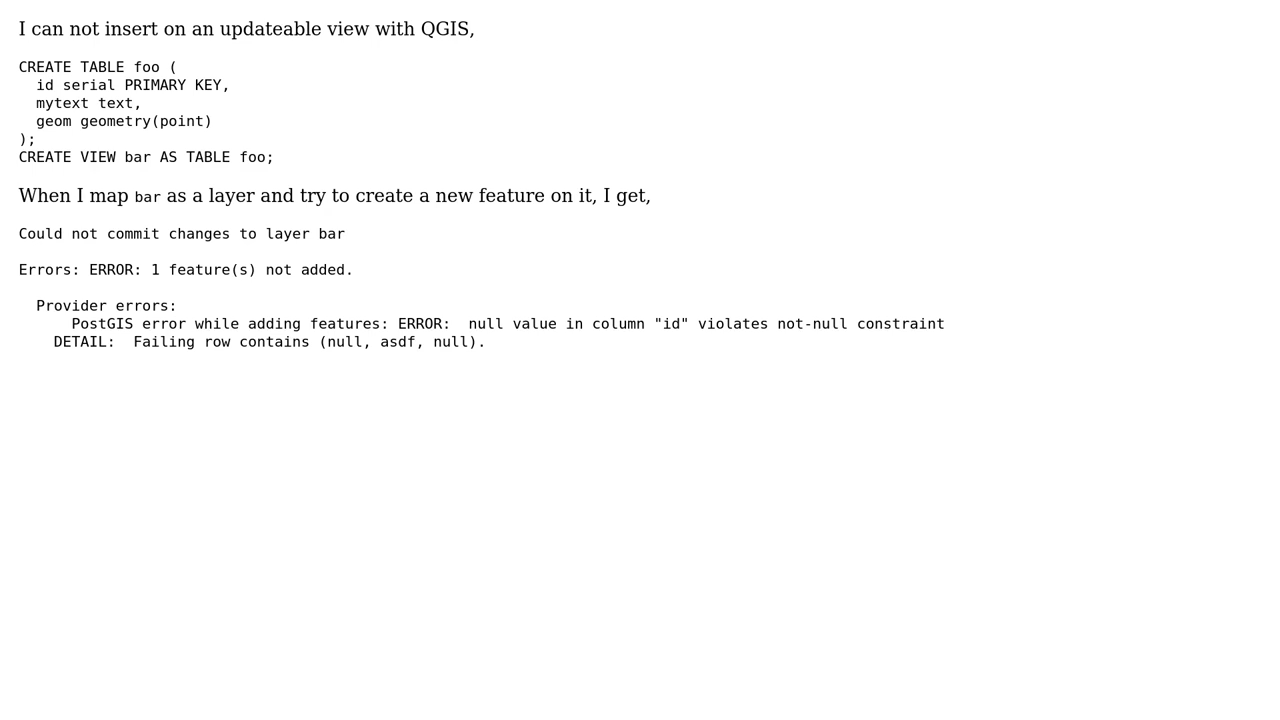 I can not insert on an updateable view with QGIS,
CREATE TABLE foo (
  id serial PRIMARY KEY,
  mytext text,
  geom geometry(point)
);
CREATE VIEW bar AS TABLE foo;
When I map bar as a layer and try to create a new feature on it, I get,
Could not commit changes to layer bar
Errors: ERROR: 1 feature(s) not added.
  Provider errors:
      PostGIS error while adding features: ERROR:  null value in column "id" violates not-null constraint
    DETAIL:  Failing row contains (null, asdf, null).